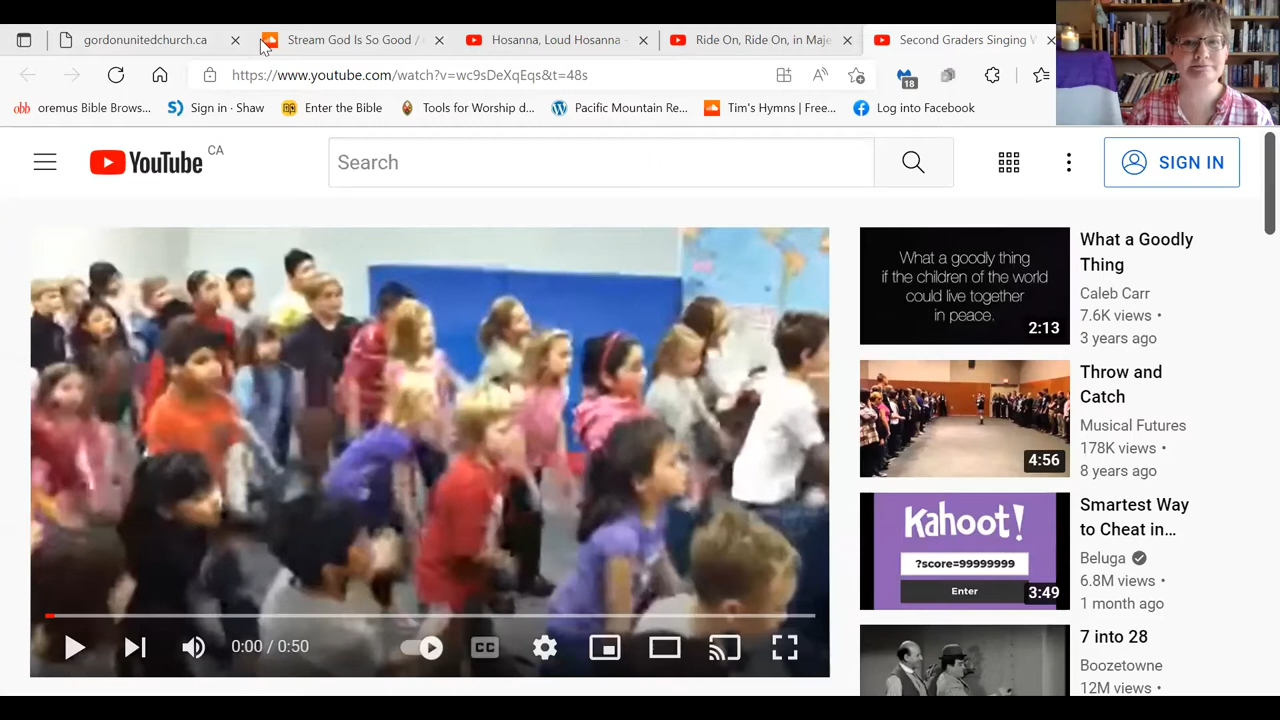 gordonunitedchurch.ca
Stream God Is So Good /
Hosanna, Loud Hosanna -
Ride On, Ride On, in Maje
Second Graders Singing
https://www.youtube.com/watch?v=wc9sDeXqEqs&t=48s
18
obb oremus Bible Brows...
Sign in · Shaw
Enter the Bible
Tools for Worship d...
Pacific Mountain Re...
Tim's Hymns | Free...
Log into Facebook
YouTube CA
Search
SIGN IN
What a goodly thing
if the children of the world
could live together
in peace.
2:13
What a Goodly
Thing
Caleb Carr
7.6K views •
3 years ago
4:56
Throw and
Catch
Musical Futures
178K views •
8 years ago
Kahoot!
?score=99999999
Enter
3:49
Smartest Way
to Cheat in...
Beluga
6.8M views •
1 month ago
7 into 28
Boozetowne
12M views •
0:00 / 0:50
CC